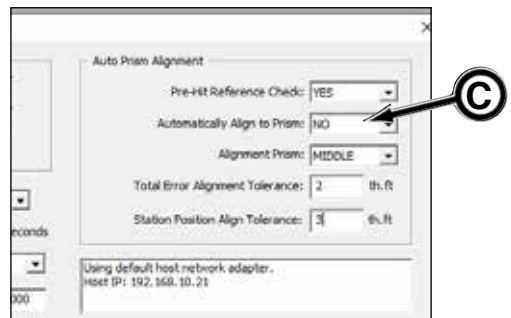 Auto Prism Alignment
Pre-Hit Reference Check: YES
Automatically Align to Prism: NO
C
Alignment Prism: MIDDLE
Total Error Alignment Tolerance: 2 th.ft
Station Position Align Tolerance: 3 th.ft
econds
000
Using default host network adapter.
Host IP: 192.168.10.21